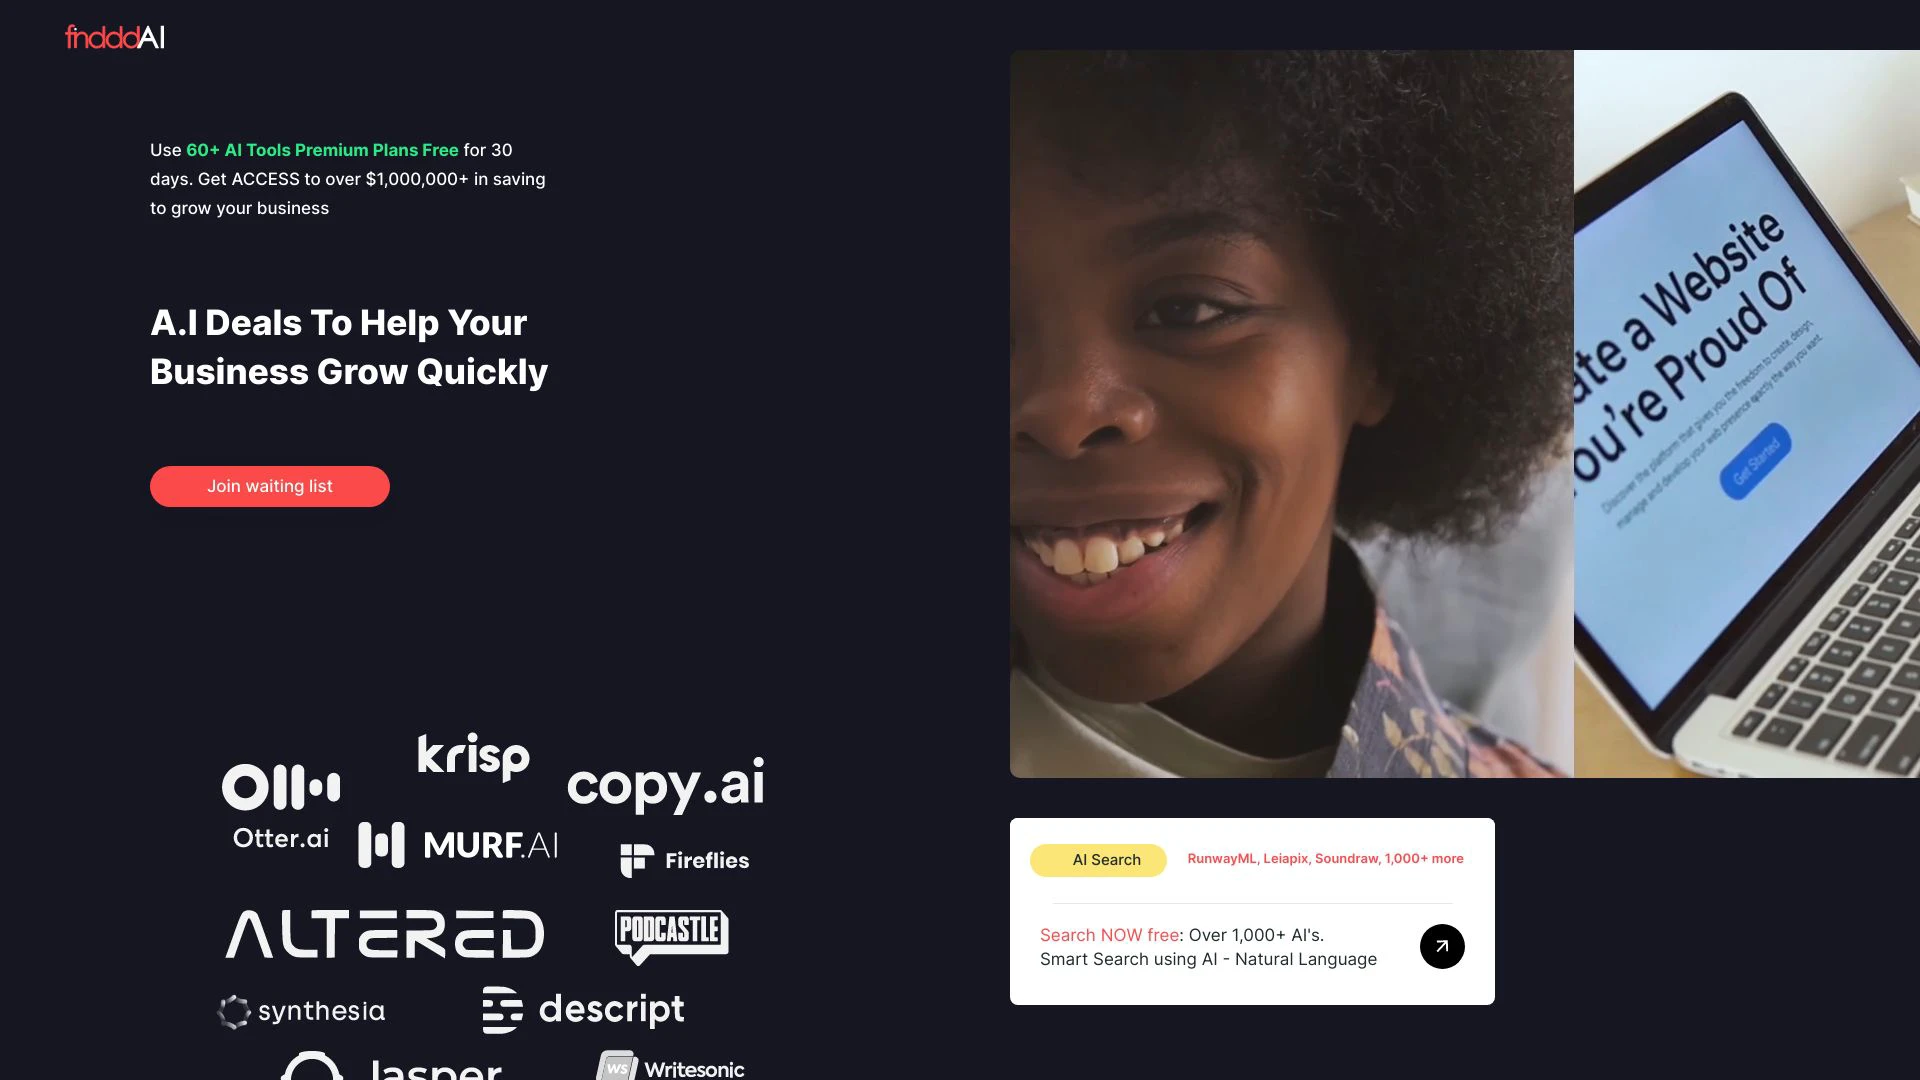 findddAI
Use 60+ AI Tools Premium Plans Free for 30
days. Get ACCESS to over $1,000,000+ in saving
to grow your business
A.I Deals To Help Your
Business Grow Quickly
Join waiting list
krisp
copy.ai
Otter.ai
MURF.AI
Fireflies
ALTERED
PODCASTLE
synthesia
descript
Jasper
WS Writesonic
ate a Website
ou're Proud Of
Discover the platform that gives you the freedom to create, design,
manage and develop your web presence exactly the way you want.
Get Started
AI Search
RunwayML, Leiapix, Soundraw, 1,000+ more
Search NOW free: Over 1,000+ AI's.
Smart Search using AI - Natural Language